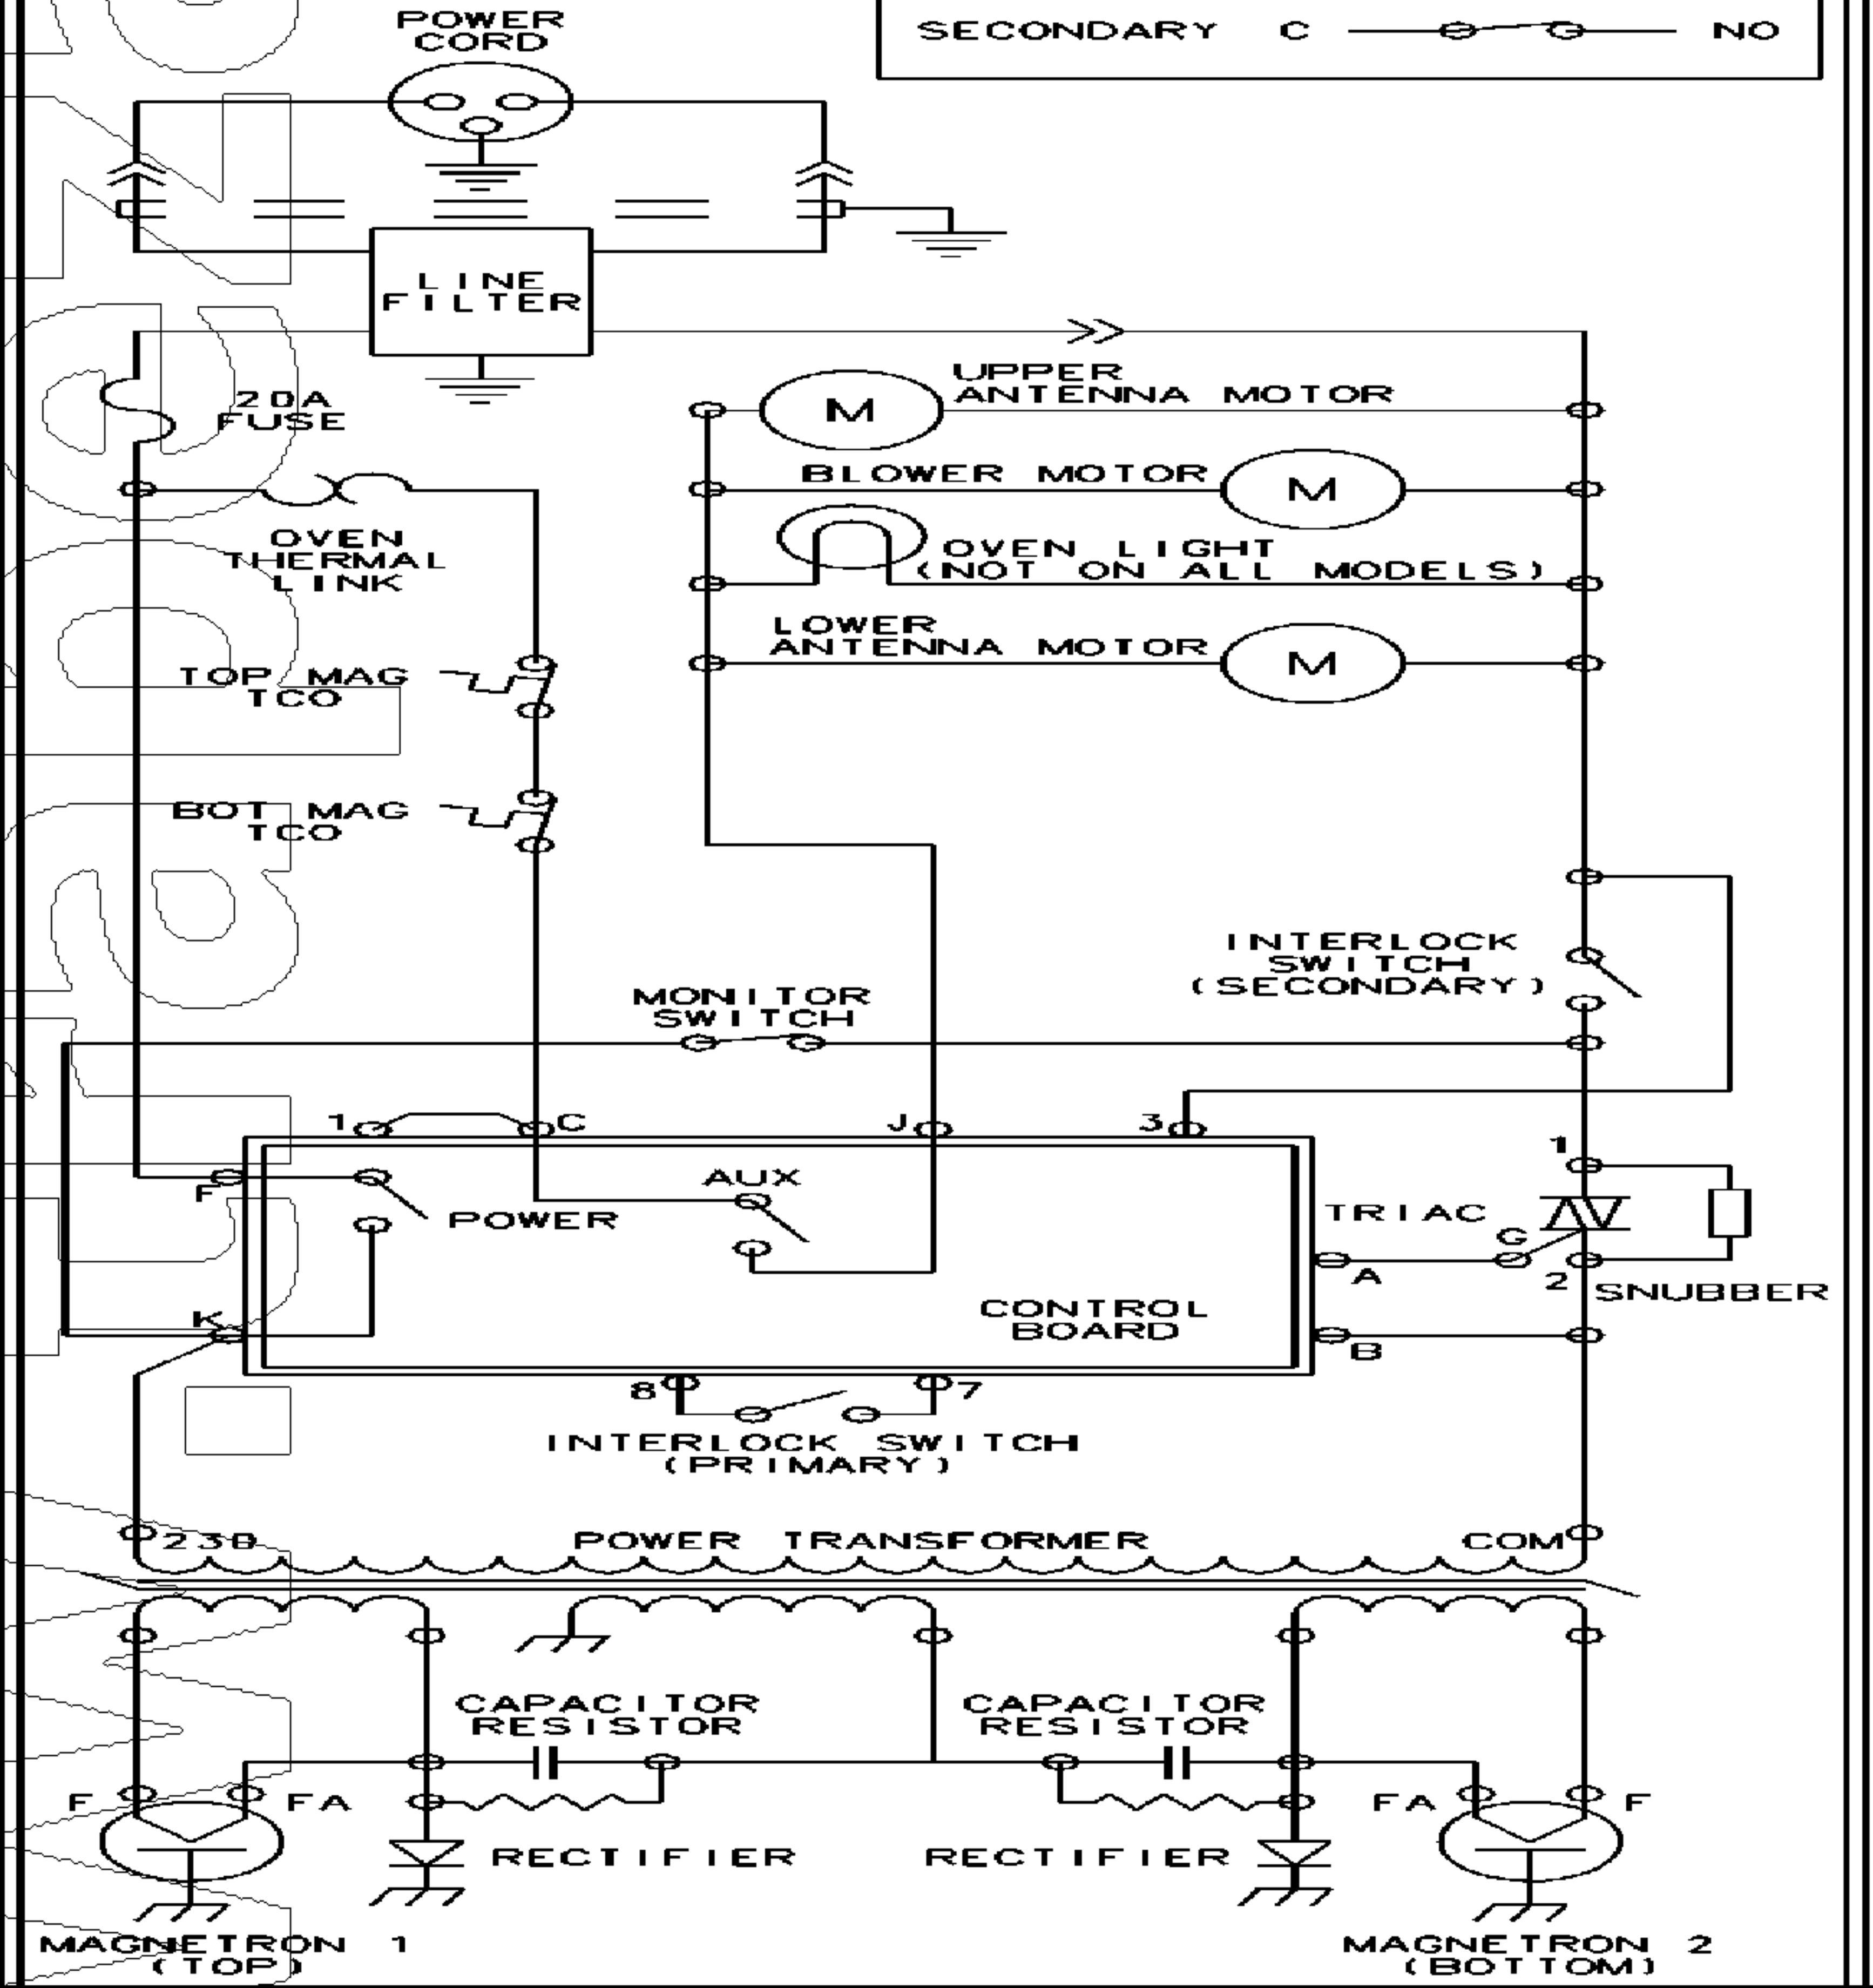 SECONDARY C NO
POWER
CORD
LINE
FILTER
20A
FUSE
UPPER
ANTENNA MOTOR
M
BLOWER MOTOR
M
OVEN
THERMAL
LINK
OVEN LIGHT
(NOT ON ALL MODELS)
LOWER
ANTENNA MOTOR
M
TOP MAG
TCO
BOT MAG
TCO
INTERLOCK
SWITCH
(SECONDARY)
MONITOR
SWITCH
1 C J 3
1
F
AUX
POWER
TRIAC
G
A
2
SNUBBER
K
CONTROL
BOARD
B
8 7
INTERLOCK SWITCH
(PRIMARY)
230 POWER TRANSFORMER COM
CAPACITOR
RESISTOR
CAPACITOR
RESISTOR
F FA FA F
RECTIFIER RECTIFIER
MAGNETRON 1
(TOP)
MAGNETRON 2
(BOTTOM)